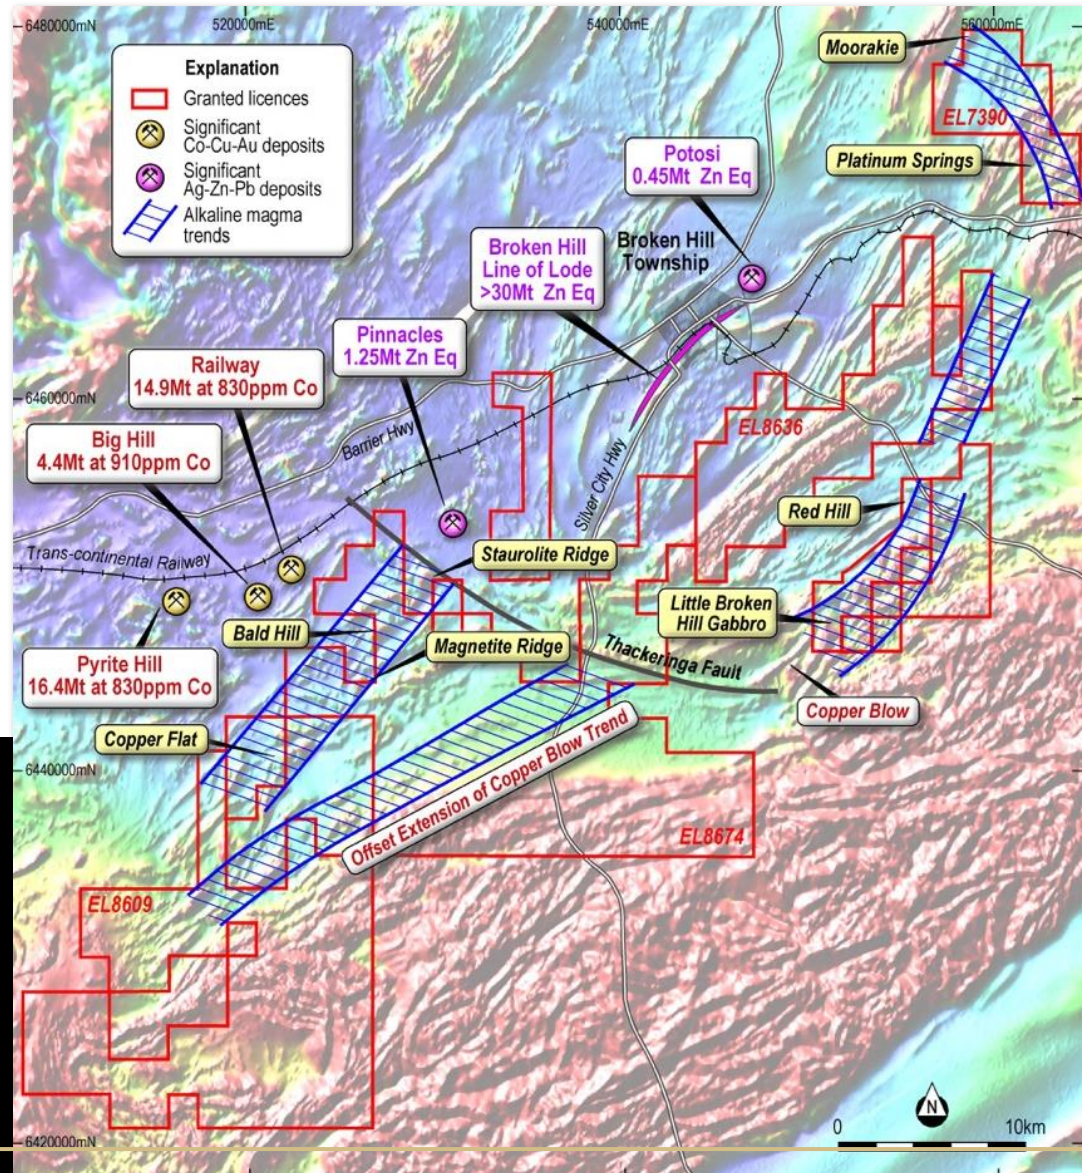 6480000mN
520000mE
540000mE
560000mE
Explanation
Granted licences
Significant
Co-Cu-Au deposits
Significant
Ag-Zn-Pb deposits
Alkaline magma
trends
Moorakie
EL7390
Platinum Springs
Potosi
0.45Mt Zn Eq
Broken Hill
Line of Lode
>30Mt Zn Eq
Broken Hill
Township
Pinnacles
1.25Mt Zn Eq
Railway
14.9Mt at 830ppm Co
6460000mN
Big Hill
4.4Mt at 910ppm Co
Barrier Hwy
Silver City Hwy
EL8636
Red Hill
Trans-continental Railway
Staurolite Ridge
Bald Hill
Magnetite Ridge
Little Broken
Hill Gabbro
Thackeringa Fault
Pyrite Hill
16.4Mt at 830ppm Co
Copper Blow
Copper Flat
6440000mN
Offset Extension of Copper Blow Trend
EL8674
EL8609
N
0
10km
6420000mN